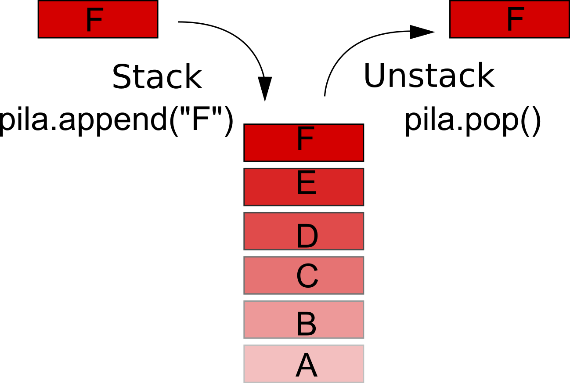 F
F
Stack
Unstack
pila.append("F")
pila.pop()
F
E
D
C
B
A